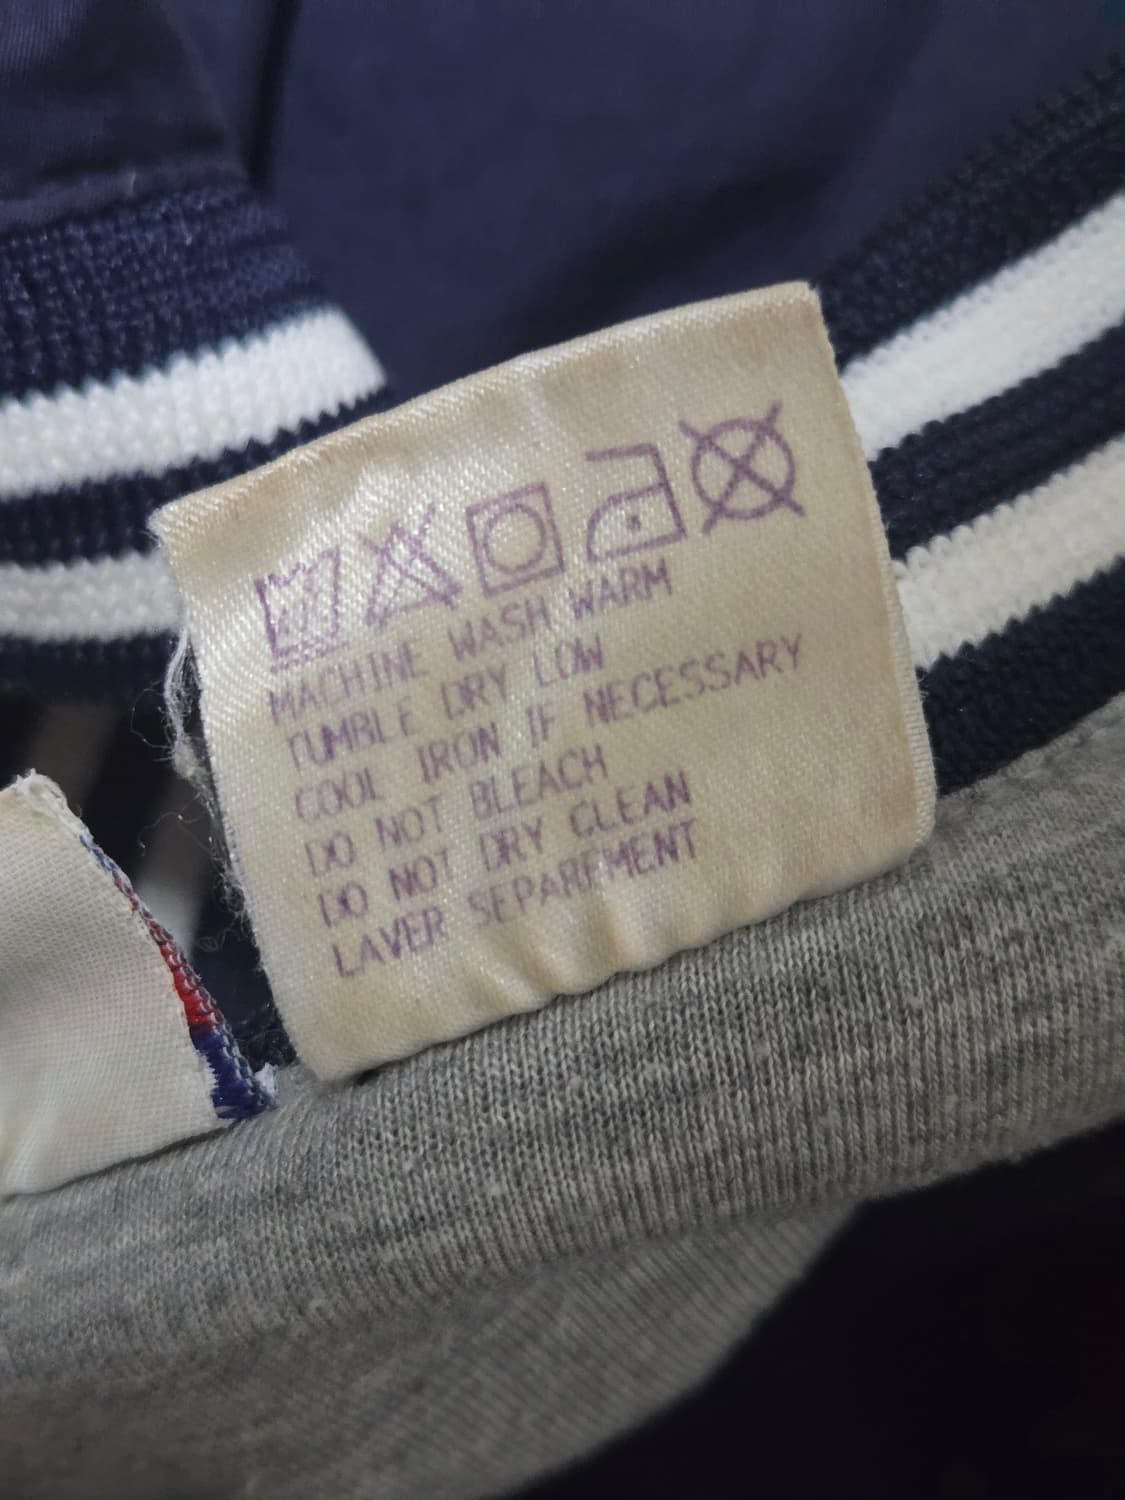 MACHINE WASH WARM
TUMBLE DRY LOW
COOL IRON IF NECESSARY
DO NOT BLEACH
DO NOT DRY CLEAN
LAVER SEPAREMENT